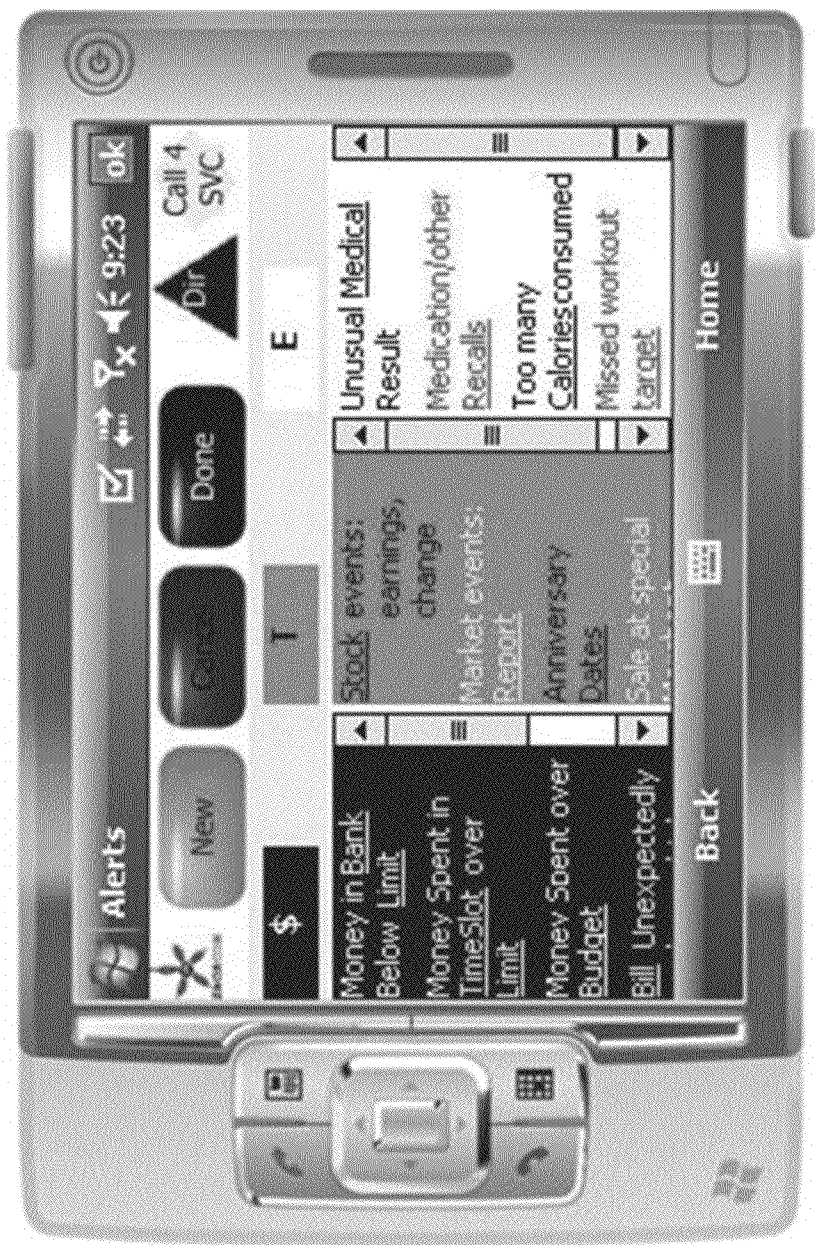 Alerts
9:23
ok
New
Cancel
Done
Dir
Call 4
SVC
$
T
E
Money in Bank
Below Limit
Money Spent in
TimeSlot over
Limit
Money Spent over
Budget
Bill Unexpectedly
Stock events:
earnings,
change
Market events:
Report
Anniversary
Dates
Sale at special
Unusual Medical
Result
Medication/other
Recalls
Too many
Caloriesconsumed
Missed workout
target
Back
Home